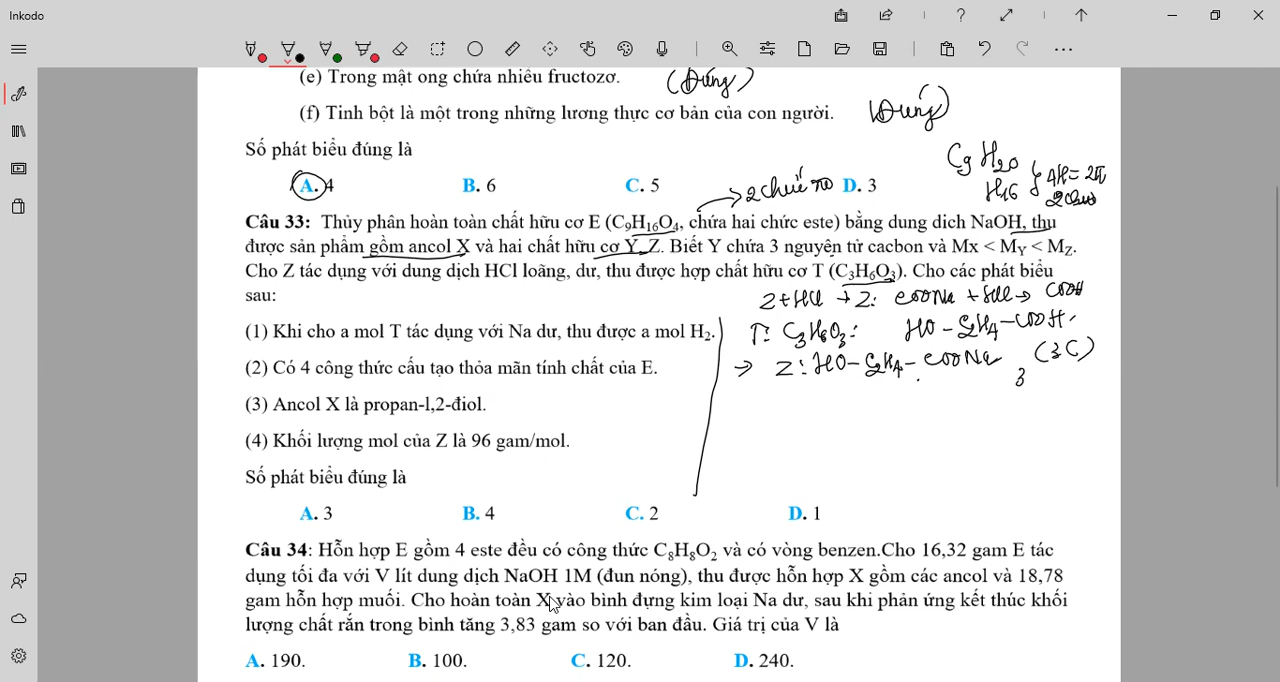 Inkodo
(e) Trong mật ong chứa nhiều fructozơ. (Đúng)
(f) Tinh bột là một trong những lương thực cơ bản của con người. (Đúng)
Số phát biểu đúng là
C9H20
H16 } 4H = 2π
2 chức
A. 4 B. 6 C. 5 → 2 chức D. 3
Câu 33: Thủy phân hoàn toàn chất hữu cơ E (C9H16O4, chứa hai chức este) bằng dung dich NaOH, thu
được sản phẩm gồm ancol X và hai chất hữu cơ Y, Z. Biết Y chứa 3 nguyên tử cacbon và Mx < MY < MZ.
Cho Z tác dụng với dung dịch HCl loãng, dư, thu được hợp chất hữu cơ T (C3H6O3). Cho các phát biểu
sau:
Z + HCl → Z: COONa + HCl → COOH
(1) Khi cho a mol T tác dụng với Na dư, thu được a mol H2.
T: C3H6O3: HO-C2H4-COOH.
(2) Có 4 công thức cấu tạo thỏa mãn tính chất của E.
→ Z: HO-C2H4-COONa (3C)
3
(3) Ancol X là propan-l,2-điol.
(4) Khối lượng mol của Z là 96 gam/mol.
Số phát biểu đúng là
A. 3 B. 4 C. 2 D. 1
Câu 34: Hỗn hợp E gồm 4 este đều có công thức C8H8O2 và có vòng benzen.Cho 16,32 gam E tác
dụng tối đa với V lít dung dịch NaOH 1M (đun nóng), thu được hỗn hợp X gồm các ancol và 18,78
gam hỗn hợp muối. Cho hoàn toàn X vào bình đựng kim loại Na dư, sau khi phản ứng kết thúc khối
lượng chất rắn trong bình tăng 3,83 gam so với ban đầu. Giá trị của V là
A. 190. B. 100. C. 120. D. 240.